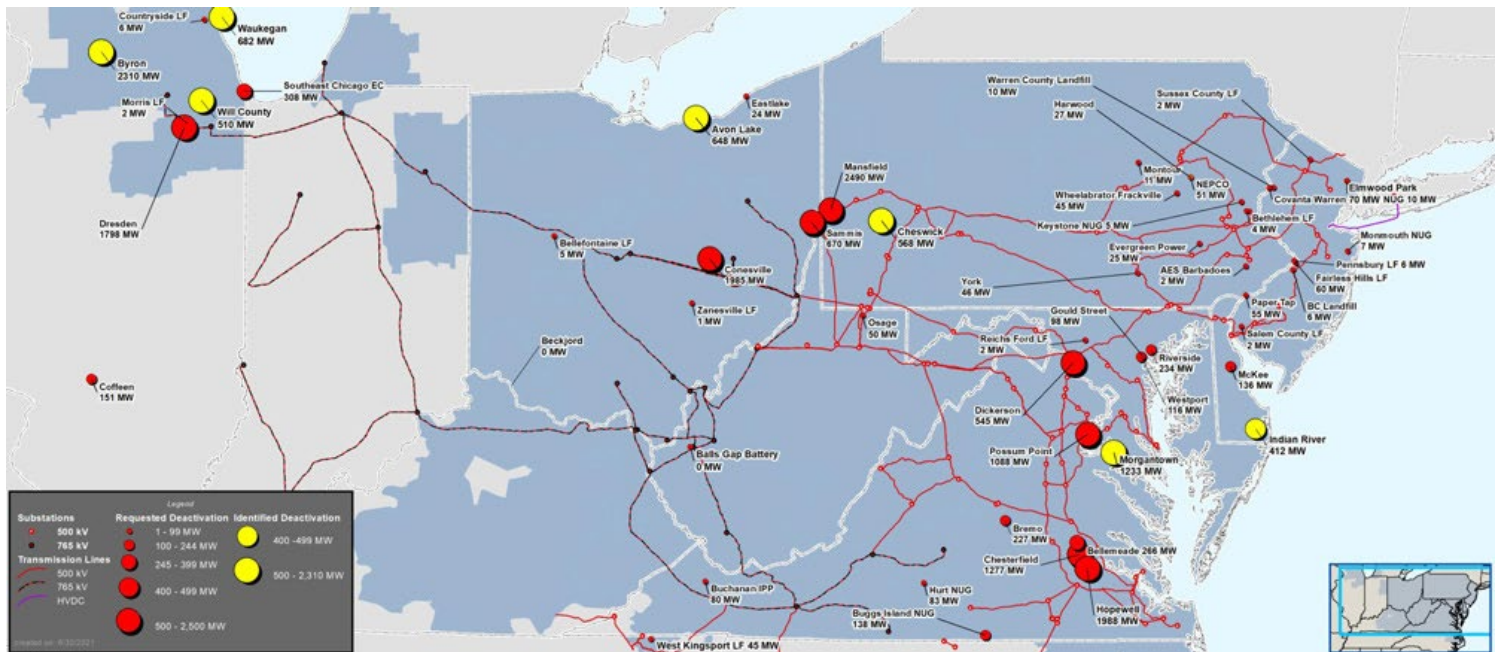 Countryside LF
6 MW
Waukegan
682 MW
Byron
2310 MW
Southeast Chicago EC
308 MW
Morris LF
2 MW
Will County
510 MW
Dresden
1798 MW
Eastlake
24 MW
Avon Lake
648 MW
Warren County Landfill
10 MW
Sussex County LF
2 MW
Harwood
27 MW
Mansfield
2490 MW
Montour
11 MW
NEPCO
51 MW
Elmwood Park
70 MW
Covanta Warren
NUG 10 MW
Wheelabrator Frackville
45 MW
Sammis
670 MW
Cheswick
568 MW
Keystone NUG 5 MW
Bethlehem LF
4 MW
Monmouth NUG
7 MW
Bellefontaine LF
5 MW
Evergreen Power
25 MW
Pennsbury LF 6 MW
Conesville
1985 MW
AES Barbadoes
2 MW
Fairless Hills LF
60 MW
York
46 MW
Zanesville LF
1 MW
Paper Tap
55 MW
BC Landfill
6 MW
Gould Street
98 MW
Osage
50 MW
Salem County LF
2 MW
Reichs Ford LF
2 MW
Beckjord
0 MW
Riverside
234 MW
McKee
136 MW
Coffeen
151 MW
Westport
116 MW
Dickerson
545 MW
Indian River
412 MW
Possum Point
1088 MW
Balls Gap Battery
0 MW
Morgantown
1233 MW
Bremo
227 MW
Bellemeade 266 MW
Chesterfield
1277 MW
Buchanan IPP
80 MW
Hurt NUG
83 MW
Buggs Island NUG
138 MW
Hopewell
1988 MW
West Kingsport LF 45 MW
Legend
Substations
500 kV
765 kV
Transmission Lines
500 kV
765 kV
HVDC
Requested Deactivation
1 - 99 MW
100 - 244 MW
245 - 399 MW
400 - 499 MW
500 - 2,500 MW
Identified Deactivation
400 -499 MW
500 - 2,310 MW
created on: 6/30/2021